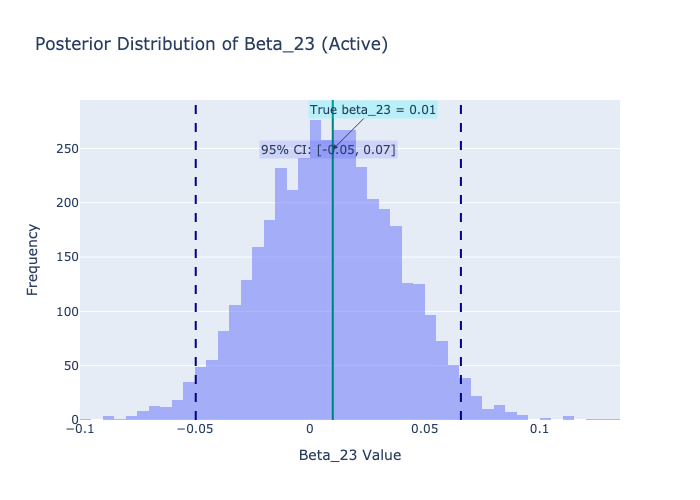 Posterior Distribution of Beta_23 (Active)
True beta_23 = 0.01
95% CI: [-0.05, 0.07]
250
200
150
100
50
0
Frequency
−0.1
−0.05
0
0.05
0.1
Beta_23 Value